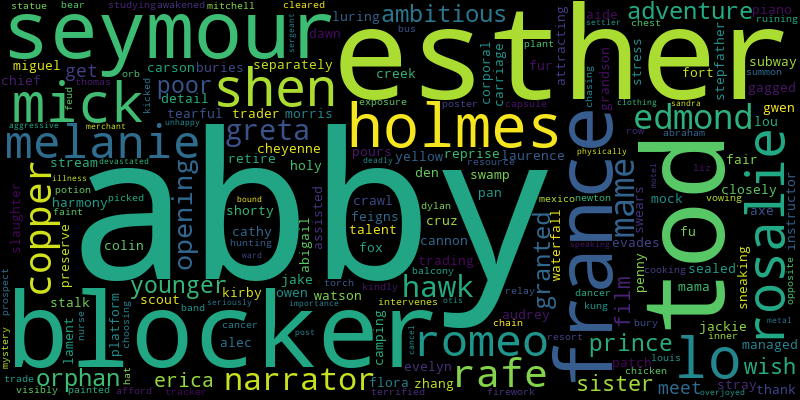 statue bear studying awakened mitchell cleared
seymour esther
luring ambitious aide adventure piano
dawn bus settler chest ruining
miguel carson buries separately attracting plant stress stepfather subway
chief get poor shen creek corporal carriage fur grandson fort gagged
orb kicked detail chasing summon
mick thomas fedd tearful trader morris exposure poster capsule clothing sandra gwen
aggressive merchant unhappy greta holmes deadly resource row abraham edmond lou
melanie cheyenne pours yellow reprise laurence physically fair
stream devastated retire holy den swamp mame liz closely
illness potion picked bound pan mexico newton mock vowing axe instructor
copper harmony opening shorty assisted crawl dylan talent granted waterfall france swears tod rosalie
faint cathy abigail feigns cruz speaking evades fu
slaughter colin hunting fox cannon penny sealed sneaking
preserve ward abby trading film cooking mama opposite
younger jake balcony hawk dancer kung motel
stalk scout kirby owen torch kindly otis relay audrey bury jackie metal
prospect platform band watson intervenes importance chain resort inner
blocker seriously camping romeo prince lo managed
mystery lament nurse choosing cancer post cancel evelyn patch louis wish
trade orphan hat alec flora zhang rafe chicken meet stray
visibly painted afford erica tracker narrator terrified firework sister overjoyed thank